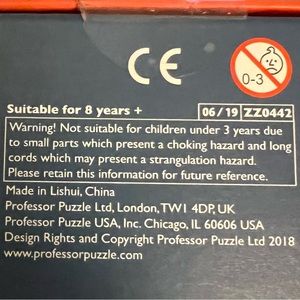 CE
0-3
Suitable for 8 years + 06/19 ZZ0442
Warning! Not suitable for children under 3 years due
to small parts which present a choking hazard and long
cords which may present a strangulation hazard.
Please retain this information for future reference.
Made in Lishui, China
Professor Puzzle Ltd, London, TW1 4DP, UK
Professor Puzzle USA, Inc. Chicago, IL 60606 USA
Design Rights and Copyright Professor Puzzle Ltd 2018
www.professorpuzzle.com